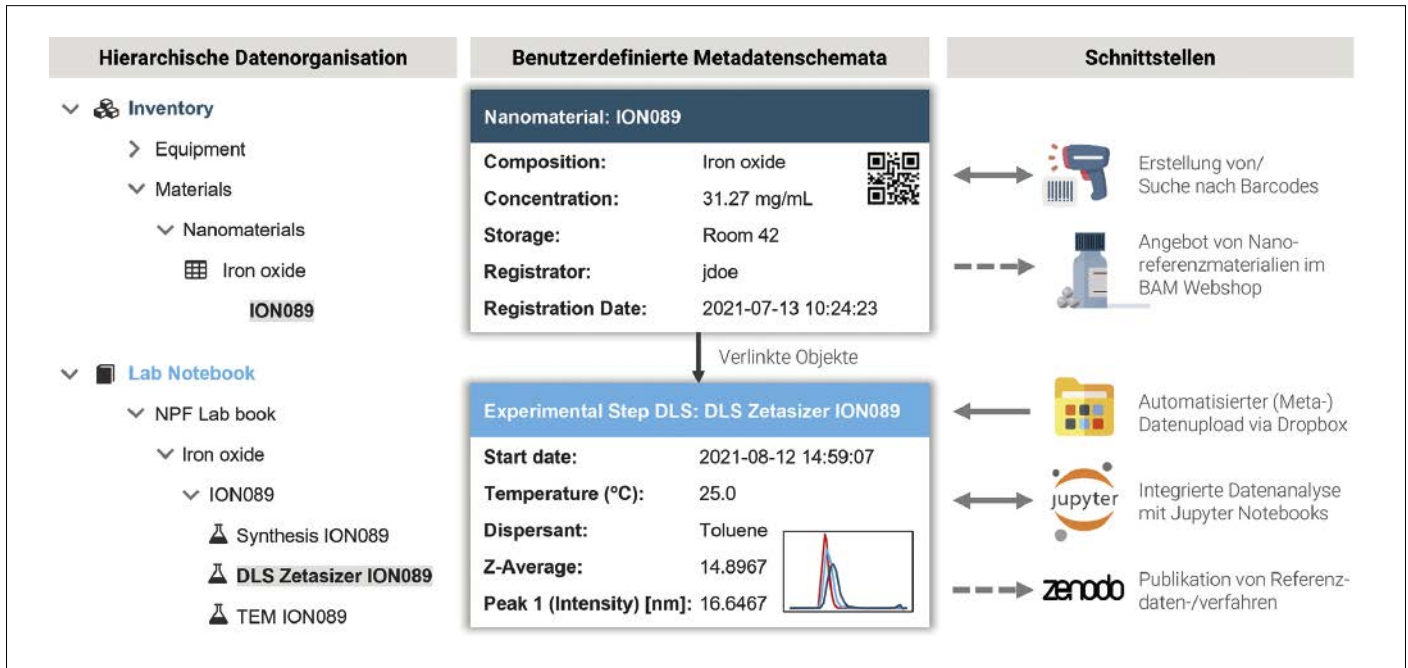 Hierarchische Datenorganisation
Inventory
Equipment
Materials
Nanomaterials
Iron oxide
ION089
Lab Notebook
NPF Lab book
Iron oxide
ION089
Synthesis ION089
DLS Zetasizer ION089
TEM ION089
Benutzerdefinierte Metadatenschemata
Nanomaterial: ION089
Composition: Iron oxide
Concentration: 31.27 mg/mL
Storage: Room 42
Registrator: jdoe
Registration Date: 2021-07-13 10:24:23
Verlinkte Objekte
Experimental Step DLS: DLS Zetasizer ION089
Start date: 2021-08-12 14:59:07
Temperature (ºC): 25.0
Dispersant: Toluene
Z-Average: 14.8967
Peak 1 (Intensity) [nm]: 16.6467
Schnittstellen
Erstellung von/
Suche nach Barcodes
Angebot von Nano-
referenzmaterialien im
BAM Webshop
Automatisierter (Meta-)
Datenupload via Dropbox
jupyter
Integrierte Datenanalyse
mit Jupyter Notebooks
zenodo
Publikation von Referenz-
daten-/verfahren